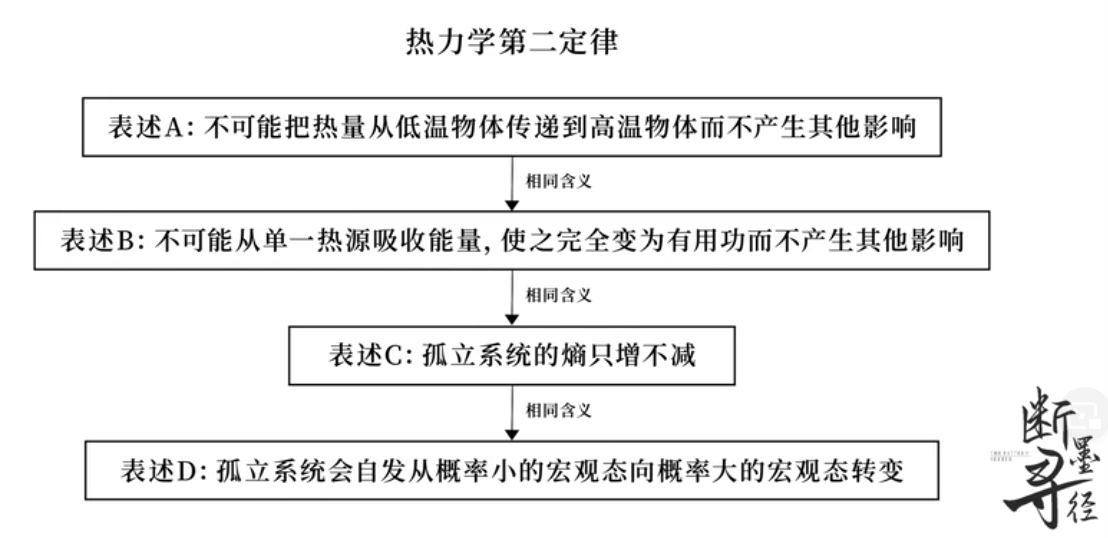 热力学第二定律
表述A: 不可能把热量从低温物体传递到高温物体而不产生其他影响
相同含义
表述B: 不可能从单一热源吸收能量, 使之完全变为有用功而不产生其他影响
相同含义
表述C: 孤立系统的熵只增不减
相同含义
表述D: 孤立系统会自发从概率小的宏观态向概率大的宏观态转变
断墨寻径